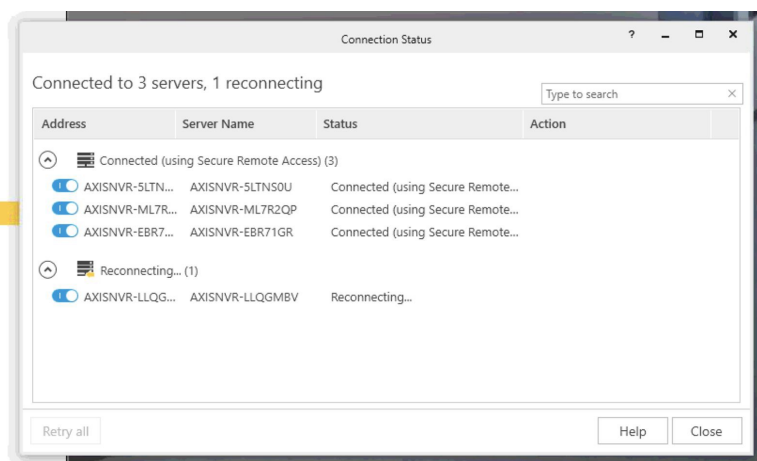 Connection Status
Connected to 3 servers, 1 reconnecting
Type to search
Address Server Name Status Action
Connected (using Secure Remote Access) (3)
AXISNVR-5LTN... AXISNVR-5LTNS0U Connected (using Secure Remote...
AXISNVR-ML7R... AXISNVR-ML7R2QP Connected (using Secure Remote...
AXISNVR-EBR7... AXISNVR-EBR71GR Connected (using Secure Remote...
Reconnecting... (1)
AXISNVR-LLQG... AXISNVR-LLQGMBV Reconnecting...
Retry all Help Close